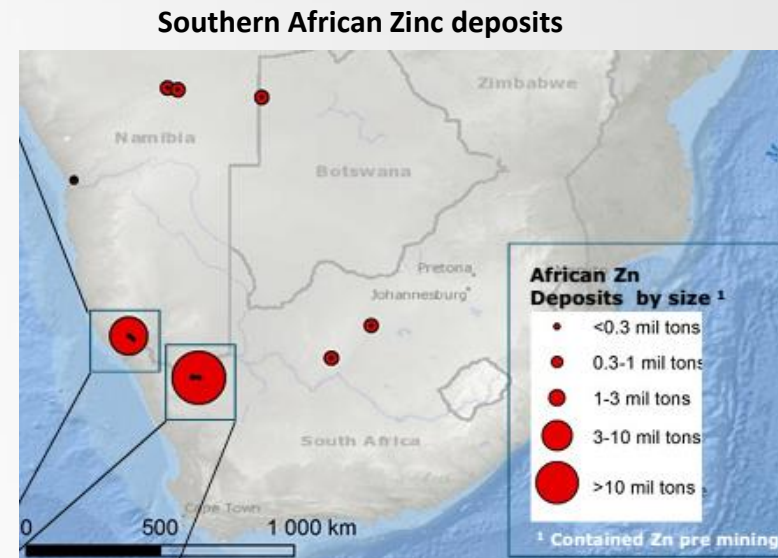 Southern African Zinc deposits
Zimbabwe
Namibia
Botswana
Pretoria
Johannesburg
South Africa
Cape Town
0 500 1 000 km
African Zn
Deposits by size ¹
<0.3 mil tons
0.3-1 mil tons
1-3 mil tons
3-10 mil tons
>10 mil tons
¹ Contained Zn pre mining